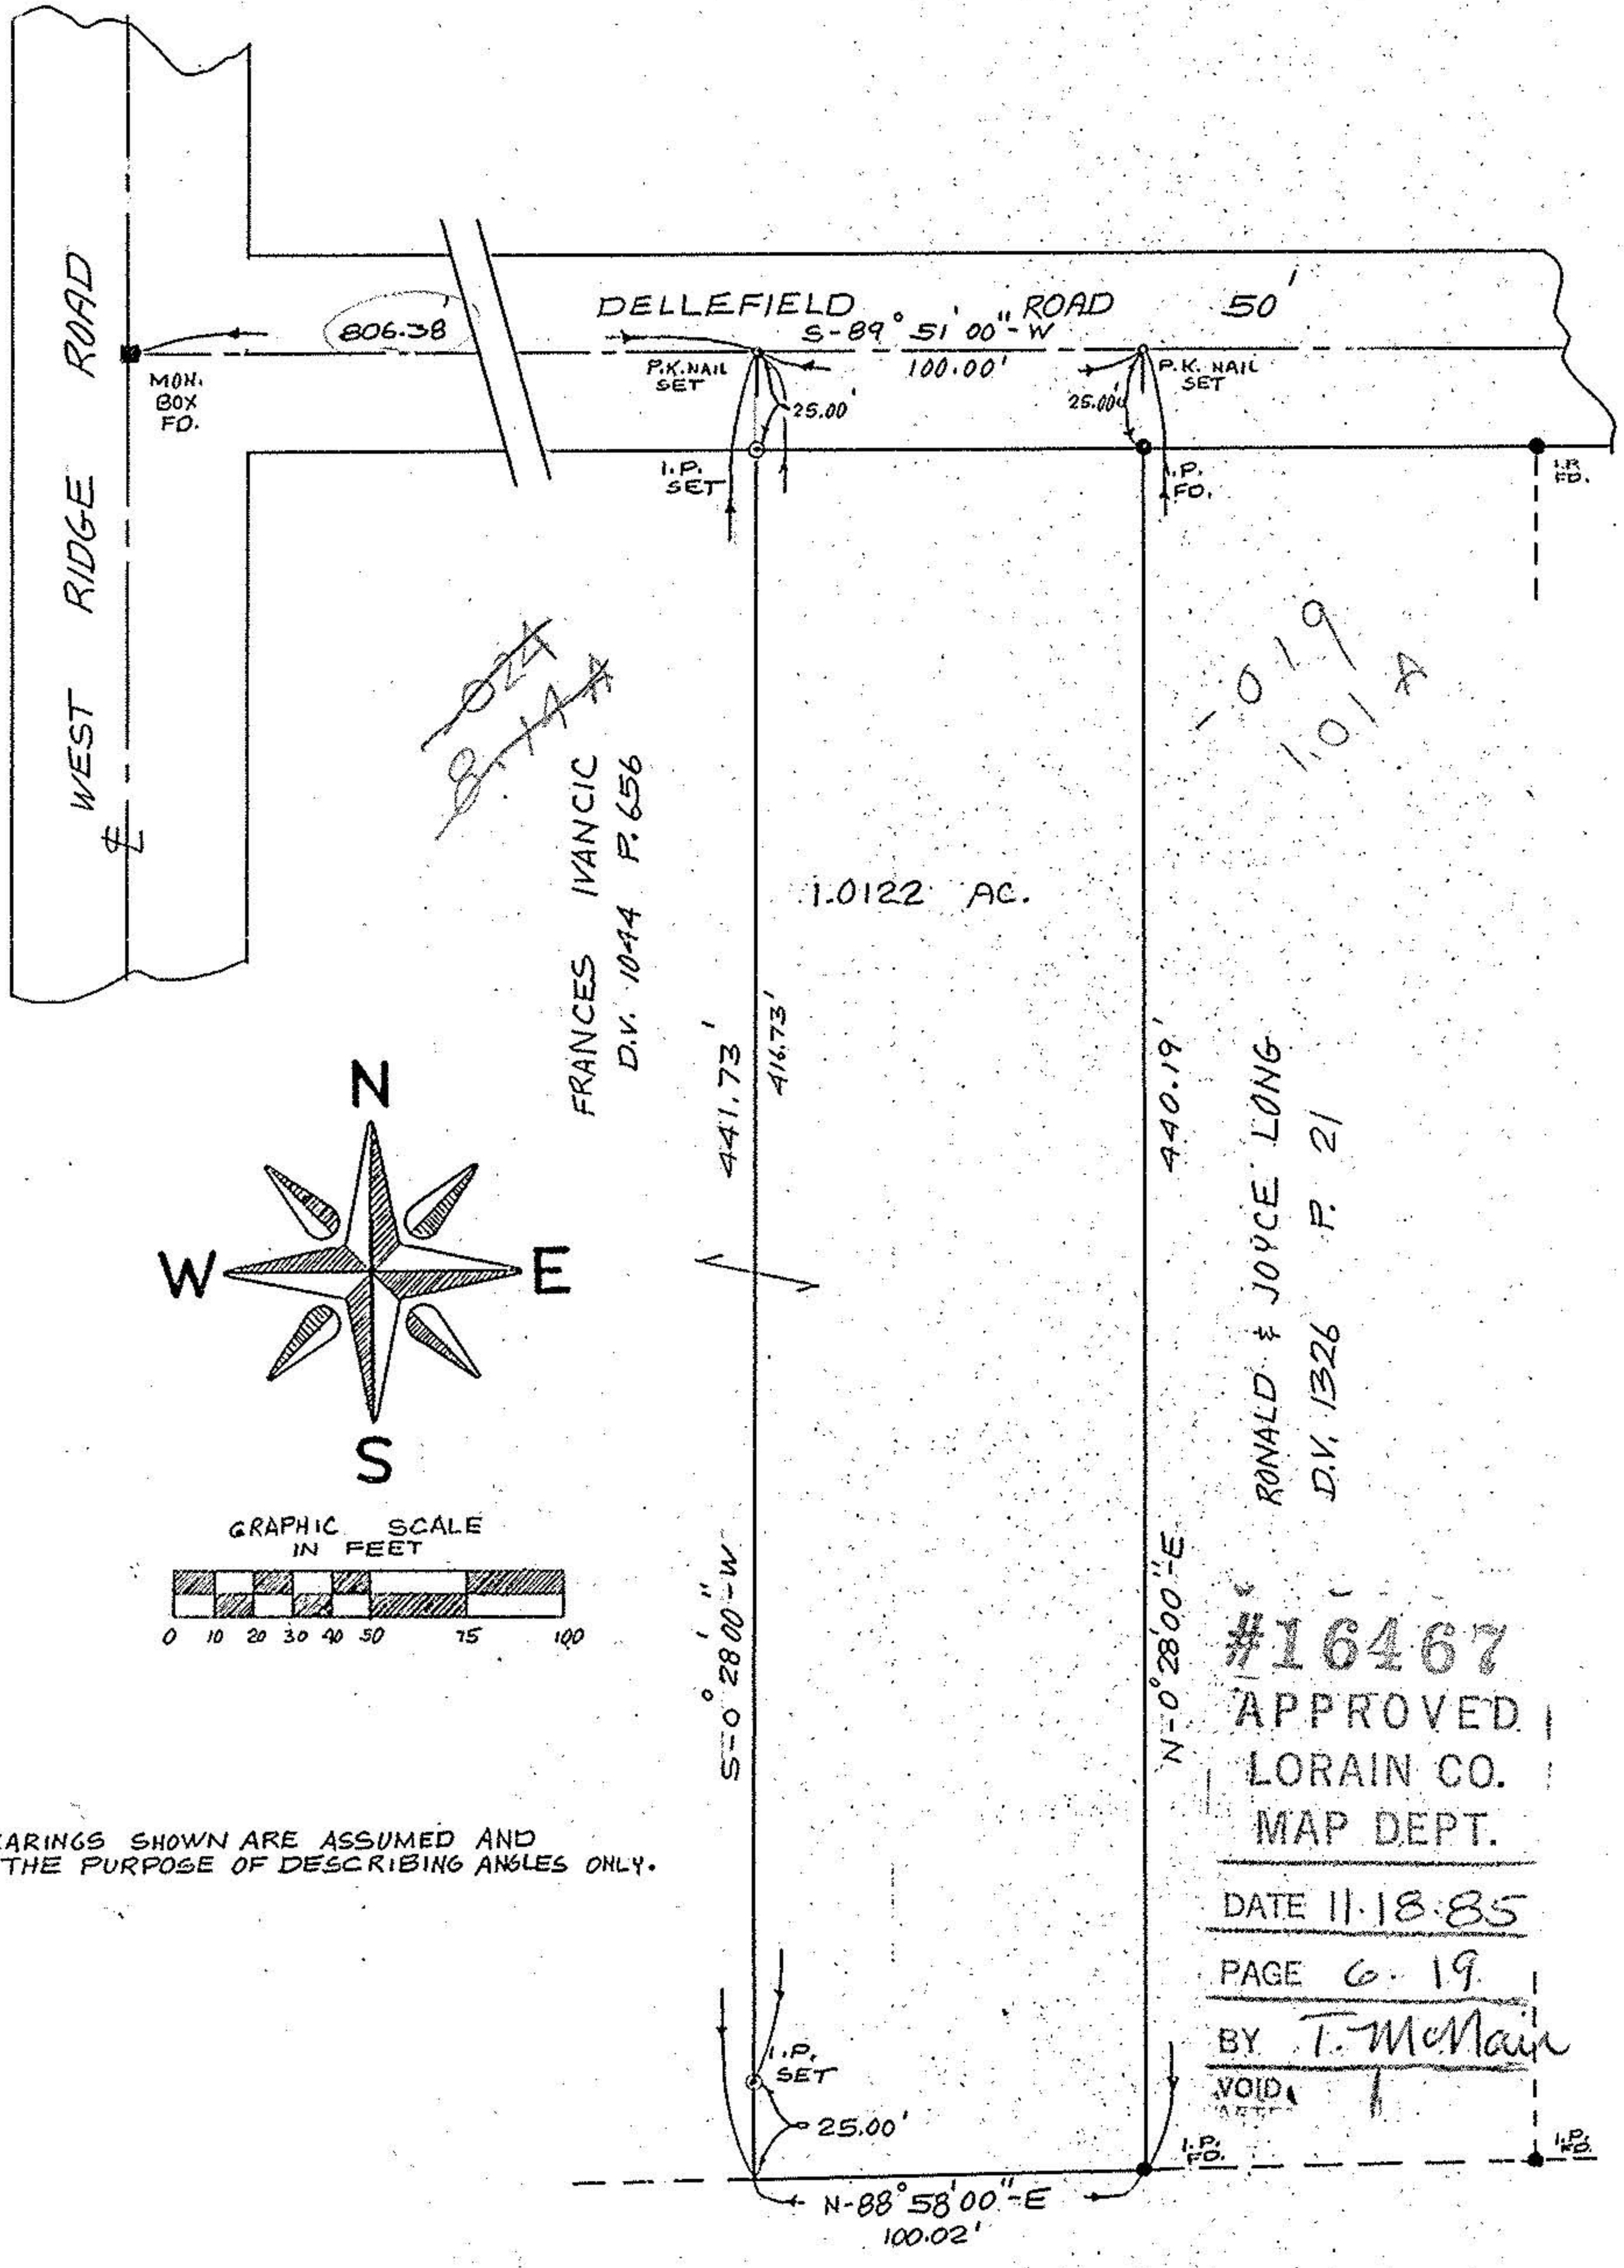 WEST RIDGE ROAD
℄
MON.
BOX
FD.
806.38'
DELLEFIELD ROAD 50'
S-89° 51' 00"-W
100.00'
P.K. NAIL
SET
25.00'
P.K. NAIL
SET
25.00'
I.P.
SET
I.P.
FD.
I.P.
FD.
-024
-019
1.01 A
FRANCES IVANCIC
D.V. 1044 P. 656
1.0122 AC.
441.73'
416.73'
440.19'
RONALD & JOYCE LONG
D.V. 1326 P. 21
N
W E
S
GRAPHIC SCALE
IN FEET
0 10 20 30 40 50 75 100
S-0° 28' 00"-W
N-0° 28' 00"-E
#16467
APPROVED
LORAIN CO.
MAP DEPT.
DATE 11.18.85
PAGE 6.19
BY T. McNain
VOID
EARINGS SHOWN ARE ASSUMED AND
THE PURPOSE OF DESCRIBING ANGLES ONLY.
I.P.
SET
25.00'
I.P.
FD.
I.P.
FD.
N-88° 58' 00"-E
100.02'